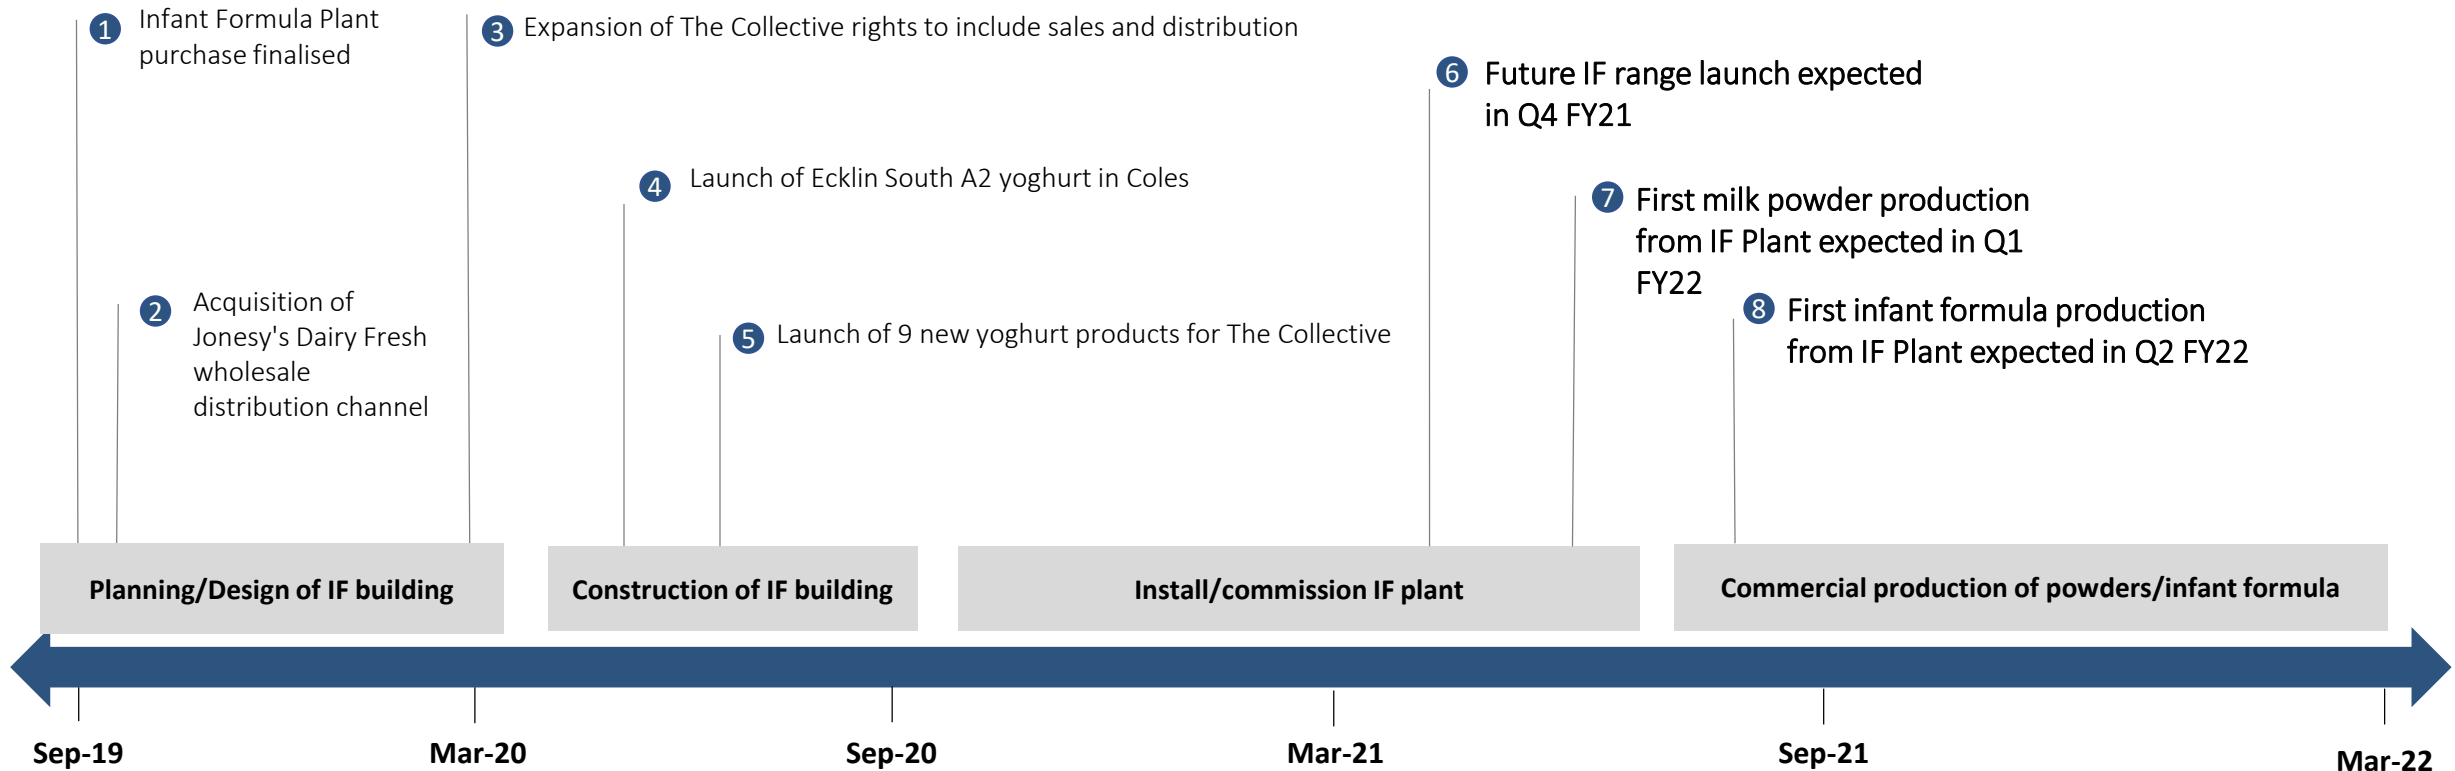 1 Infant Formula Plant
purchase finalised
2 Acquisition of
Jonesy's Dairy Fresh
wholesale
distribution channel
3 Expansion of The Collective rights to include sales and distribution
4 Launch of Ecklin South A2 yoghurt in Coles
5 Launch of 9 new yoghurt products for The Collective
6 Future IF range launch expected
in Q4 FY21
7 First milk powder production
from IF Plant expected in Q1
FY22
8 First infant formula production
from IF Plant expected in Q2 FY22
Planning/Design of IF building
Construction of IF building
Install/commission IF plant
Commercial production of powders/infant formula
Sep-19
Mar-20
Sep-20
Mar-21
Sep-21
Mar-22